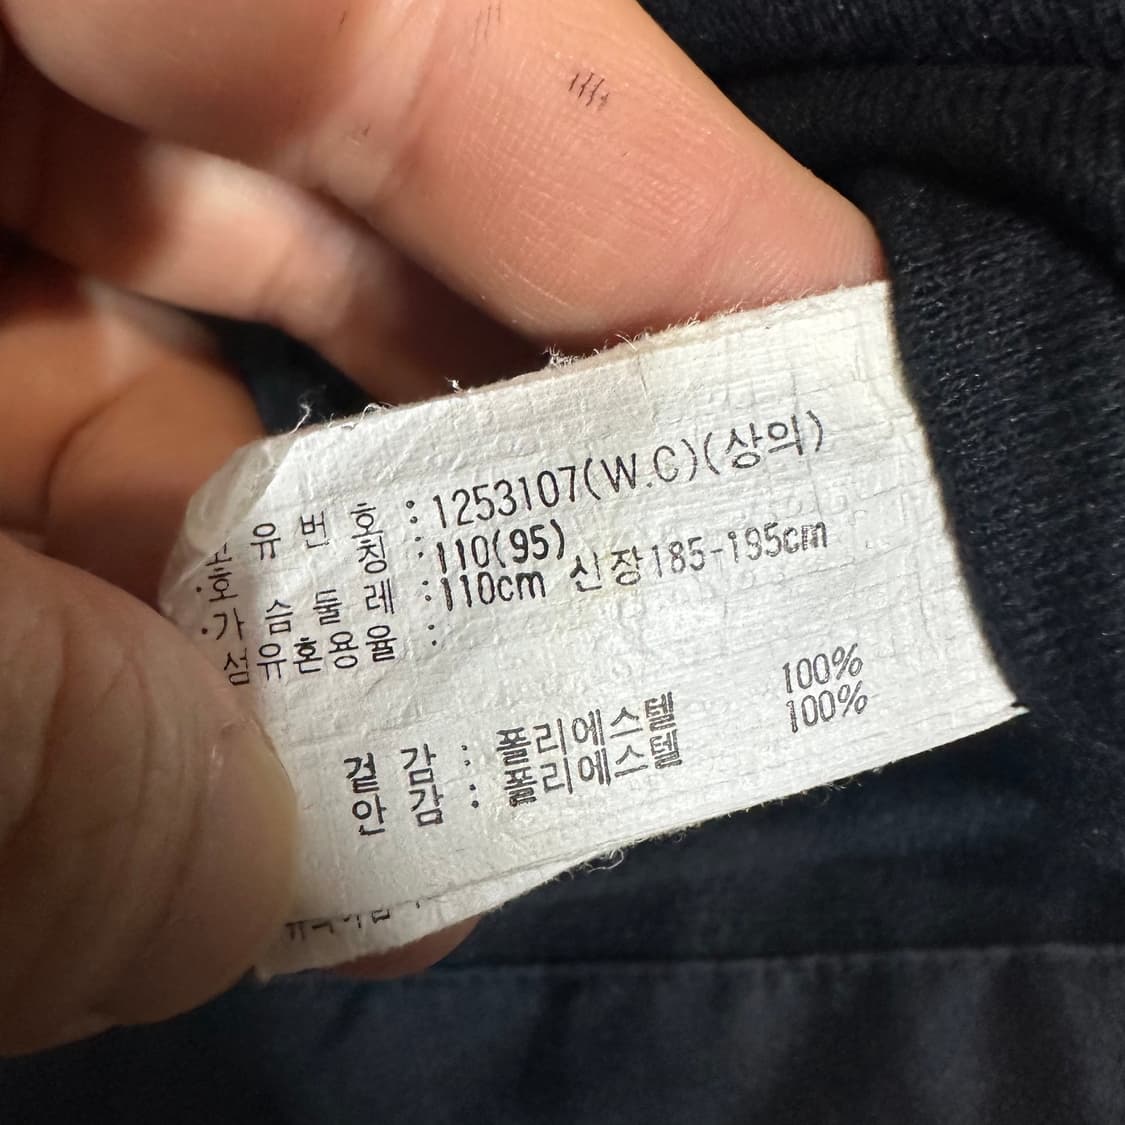 고유번호 : 1253107(W.C)(상의)
·호 칭 : 110(95)
·가슴둘레 : 110cm 신장185-195cm
섬유혼용율 :
겉감 : 폴리에스텔 100%
안감 : 폴리에스텔 100%